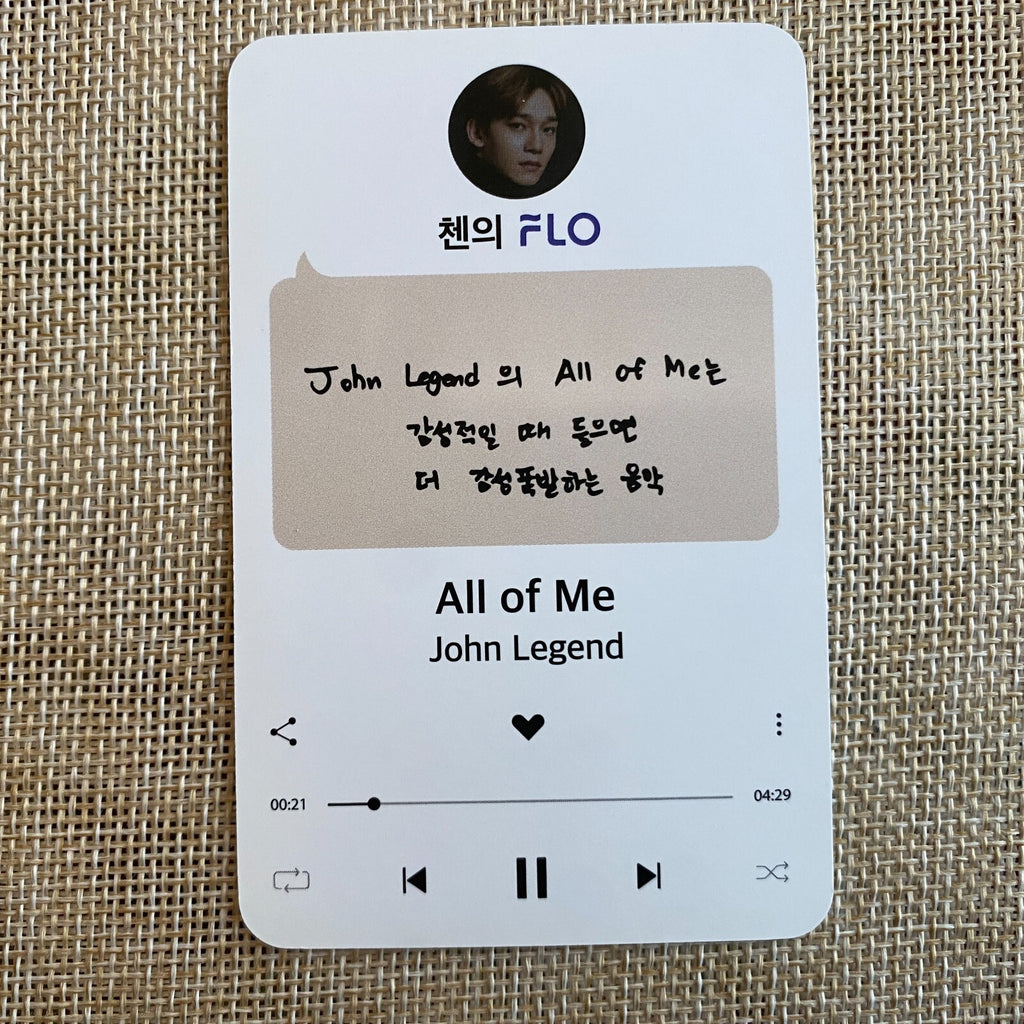 첸의 FLO
John Legend 의 All of Me는
감성적일 때 들으면
더 감성폭발하는 음악
All of Me
John Legend
00:21
04:29